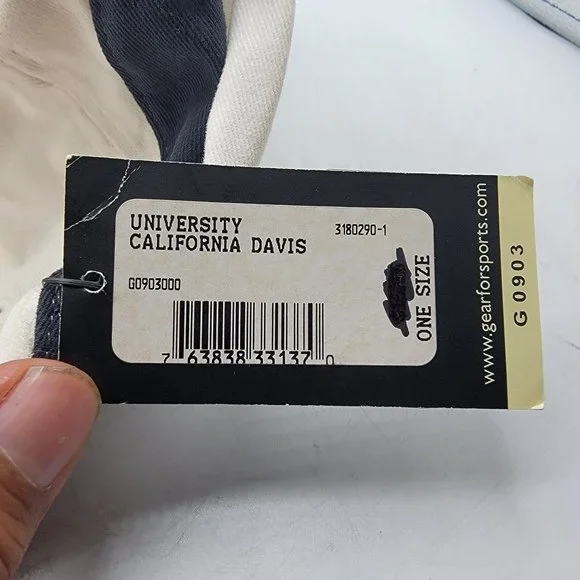 UNIVERSITY
CALIFORNIA DAVIS
3180290-1
G0903000
7 63838 33137 0
ONE SIZE
www.gearforsports.com
G 0903